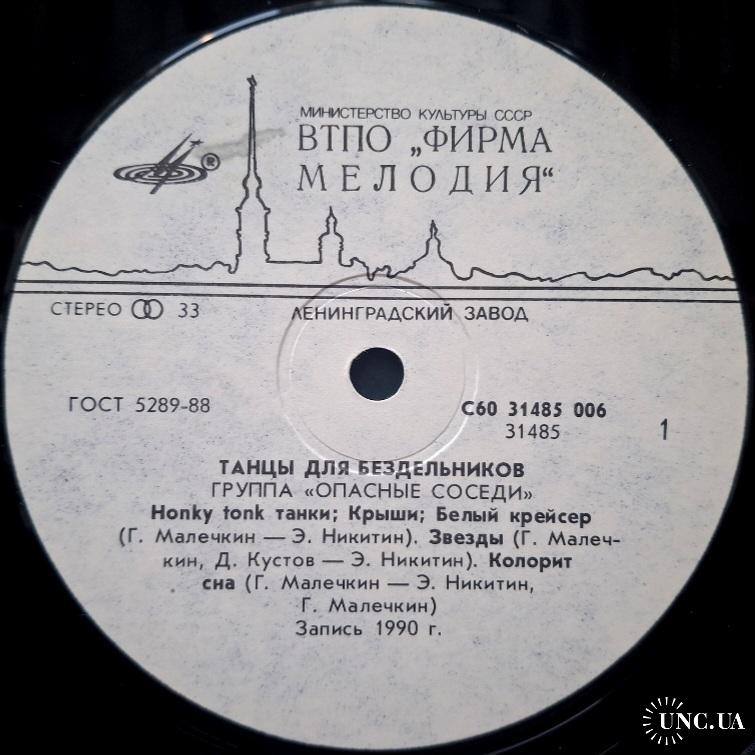 МИНИСТЕРСТВО КУЛЬТУРЫ СССР
ВТПО „ФИРМА
МЕЛОДИЯ“
®
СТЕРЕО 33
ЛЕНИНГРАДСКИЙ ЗАВОД
ГОСТ 5289-88
С60 31485 006
31485
1
ТАНЦЫ ДЛЯ БЕЗДЕЛЬНИКОВ
ГРУППА «ОПАСНЫЕ СОСЕДИ»
Honky tonk танки; Крыши; Белый крейсер
(Г. Малечкин — Э. Никитин). Звезды (Г. Малеч-
кин, Д. Кустов — Э. Никитин). Колорит
сна (Г. Малечкин — Э. Никитин,
Г. Малечкин)
Запись 1990 г.
UNC.UA